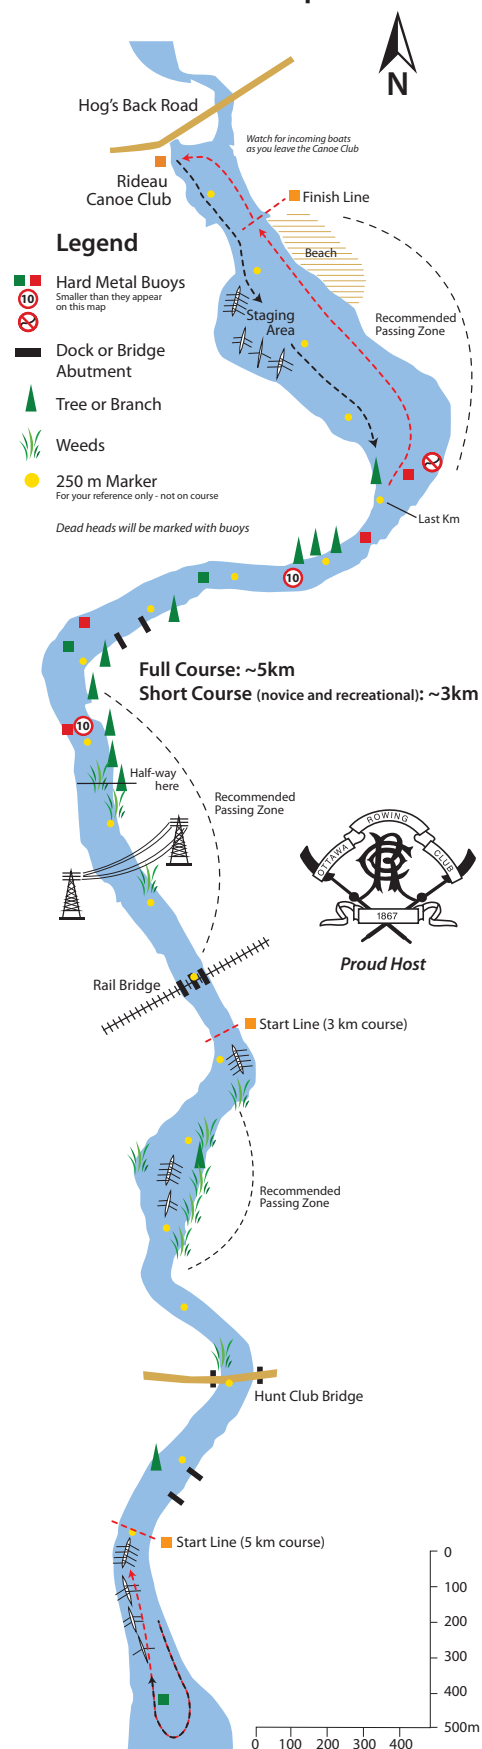 N
Hog's Back Road
Watch for incoming boats
as you leave the Canoe Club
Rideau
Canoe Club
Finish Line
Beach
Legend
Hard Metal Buoys
Smaller than they appear
on this map
10
Dock or Bridge
Abutment
Tree or Branch
Weeds
250 m Marker
For your reference only - not on course
Dead heads will be marked with buoys
Staging
Area
Recommended
Passing Zone
Last Km
10
Full Course: ~5km
Short Course (novice and recreational): ~3km
10
Half-way
here
Recommended
Passing Zone
OTTAWA ROWING CLUB
1867
Proud Host
Rail Bridge
Start Line (3 km course)
Recommended
Passing Zone
Hunt Club Bridge
Start Line (5 km course)
0
100
200
300
400
500m
0 100 200 300 400